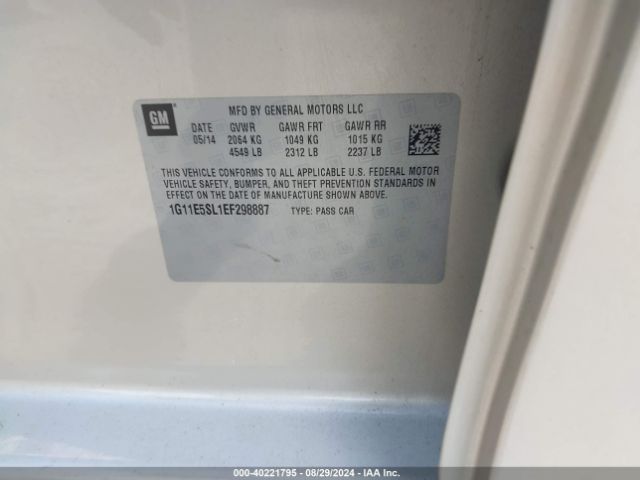 GM
MFD BY GENERAL MOTORS LLC
DATE GVWR GAWR FRT GAWR RR
05/14 2064 KG 1049 KG 1015 KG
4549 LB 2312 LB 2237 LB
THIS VEHICLE CONFORMS TO ALL APPLICABLE U.S. FEDERAL MOTOR
VEHICLE SAFETY, BUMPER, AND THEFT PREVENTION STANDARDS IN
EFFECT ON THE DATE OF MANUFACTURE SHOWN ABOVE.
1G11E5SL1EF298887 TYPE: PASS CAR
000-40221795 - 08/29/2024 - IAA Inc.